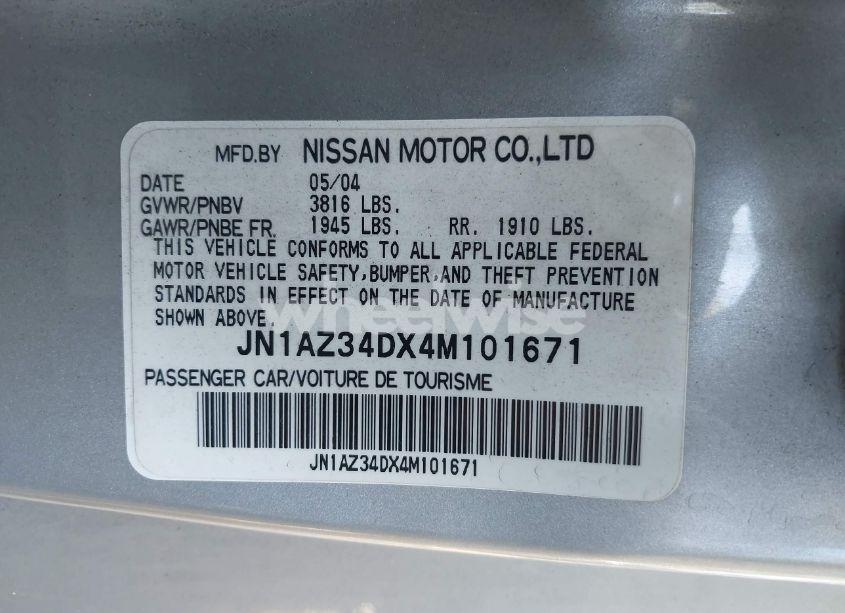 MFD.BY NISSAN MOTOR CO.,LTD
DATE 05/04
GVWR/PNBV 3816 LBS.
GAWR/PNBE FR. 1945 LBS. RR. 1910 LBS.
THIS VEHICLE CONFORMS TO ALL APPLICABLE FEDERAL
MOTOR VEHICLE SAFETY,BUMPER,AND THEFT PREVENTION
STANDARDS IN EFFECT ON THE DATE OF MANUFACTURE
SHOWN ABOVE.
wheelwise
JN1AZ34DX4M101671
PASSENGER CAR/VOITURE DE TOURISME
JN1AZ34DX4M101671